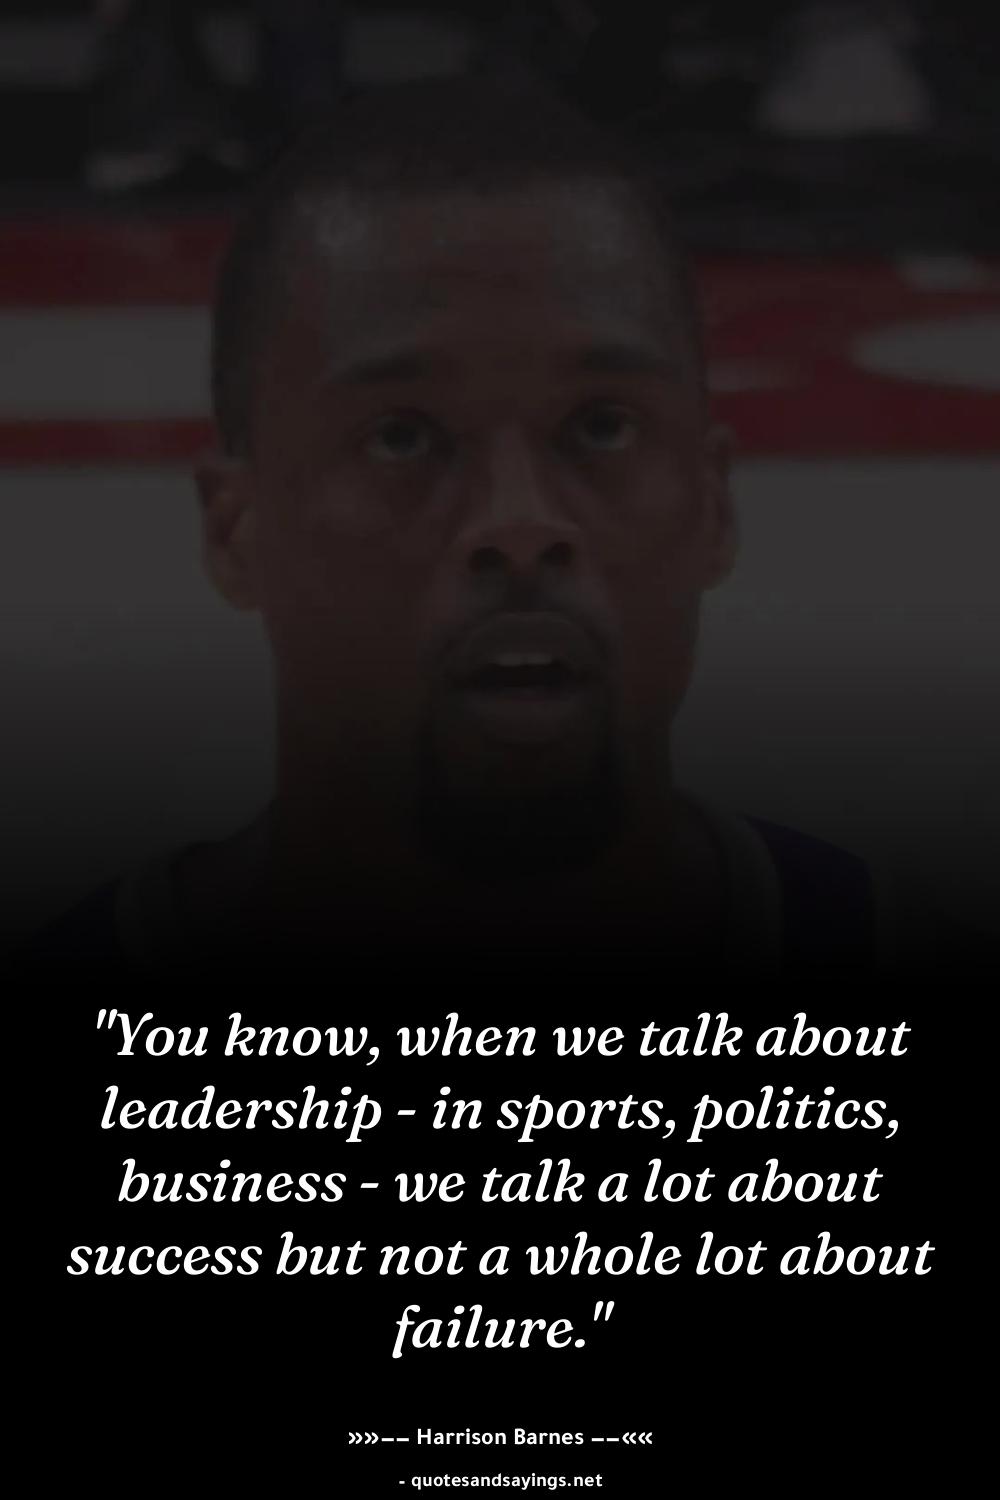 "You know, when we talk about
leadership - in sports, politics,
business - we talk a lot about
success but not a whole lot about
failure."
»»−− Harrison Barnes −−««
- quotesandsayings.net